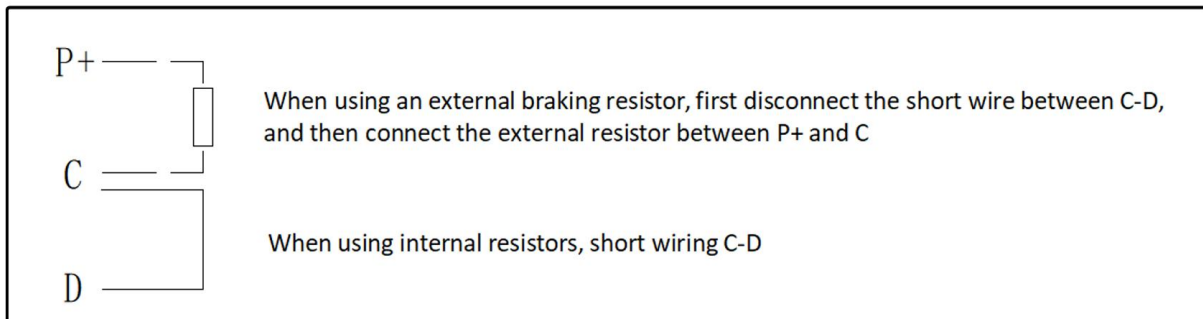 P+
When using an external braking resistor, first disconnect the short wire between C-D,
and then connect the external resistor between P+ and C
C
When using internal resistors, short wiring C-D
D